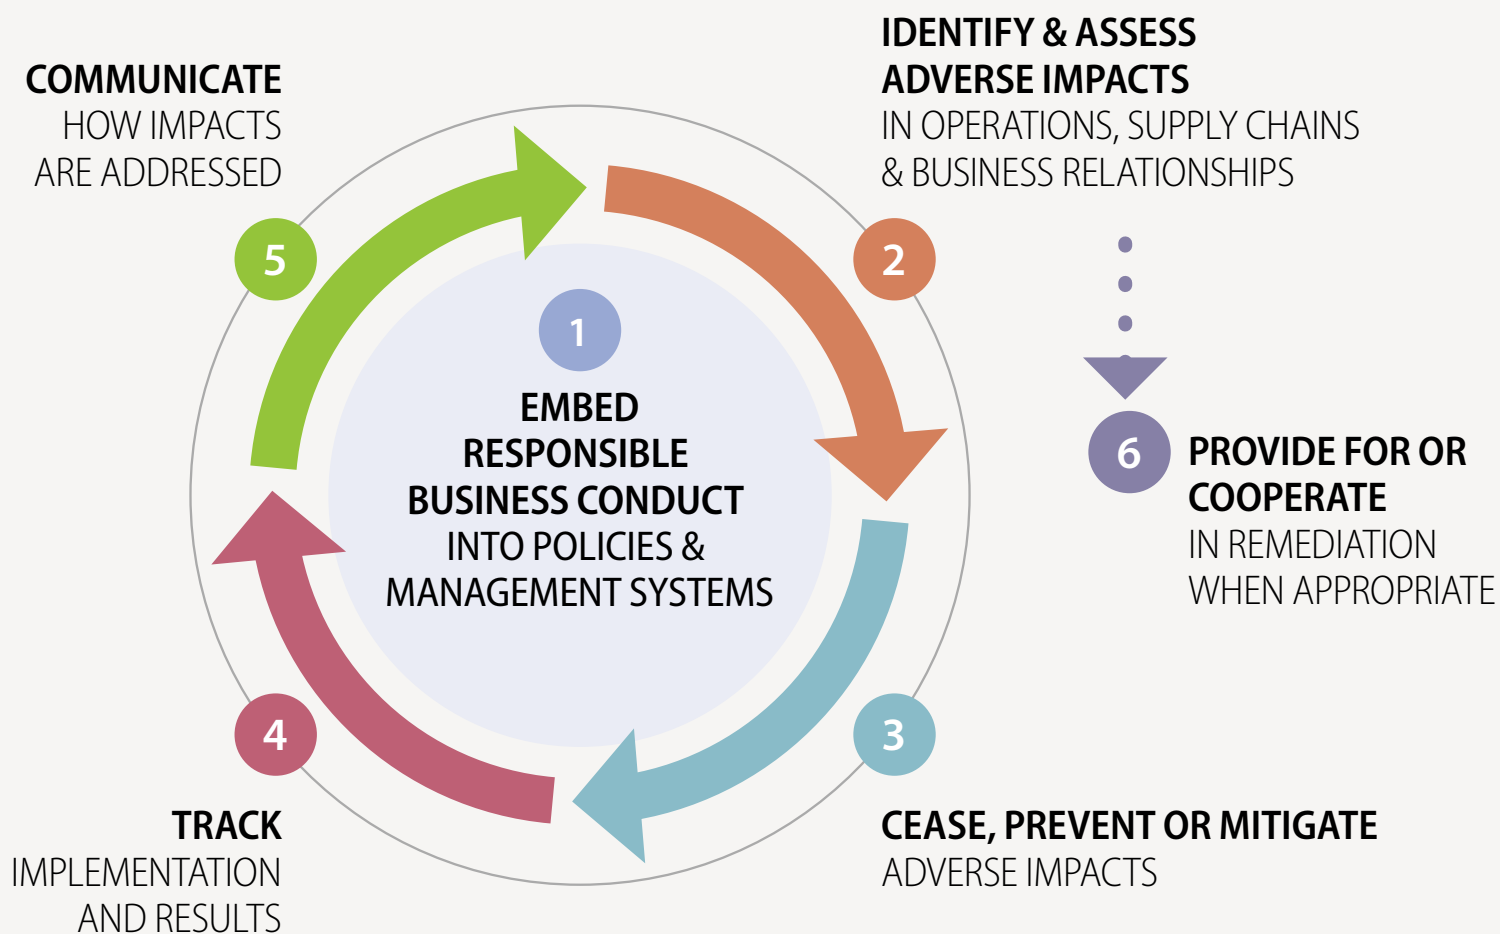 COMMUNICATE
HOW IMPACTS
ARE ADDRESSED
5
IDENTIFY & ASSESS
ADVERSE IMPACTS
IN OPERATIONS, SUPPLY CHAINS
& BUSINESS RELATIONSHIPS
2
1
EMBED
RESPONSIBLE
BUSINESS CONDUCT
INTO POLICIES &
MANAGEMENT SYSTEMS
6
PROVIDE FOR OR
COOPERATE
IN REMEDIATION
WHEN APPROPRIATE
4
TRACK
IMPLEMENTATION
AND RESULTS
3
CEASE, PREVENT OR MITIGATE
ADVERSE IMPACTS